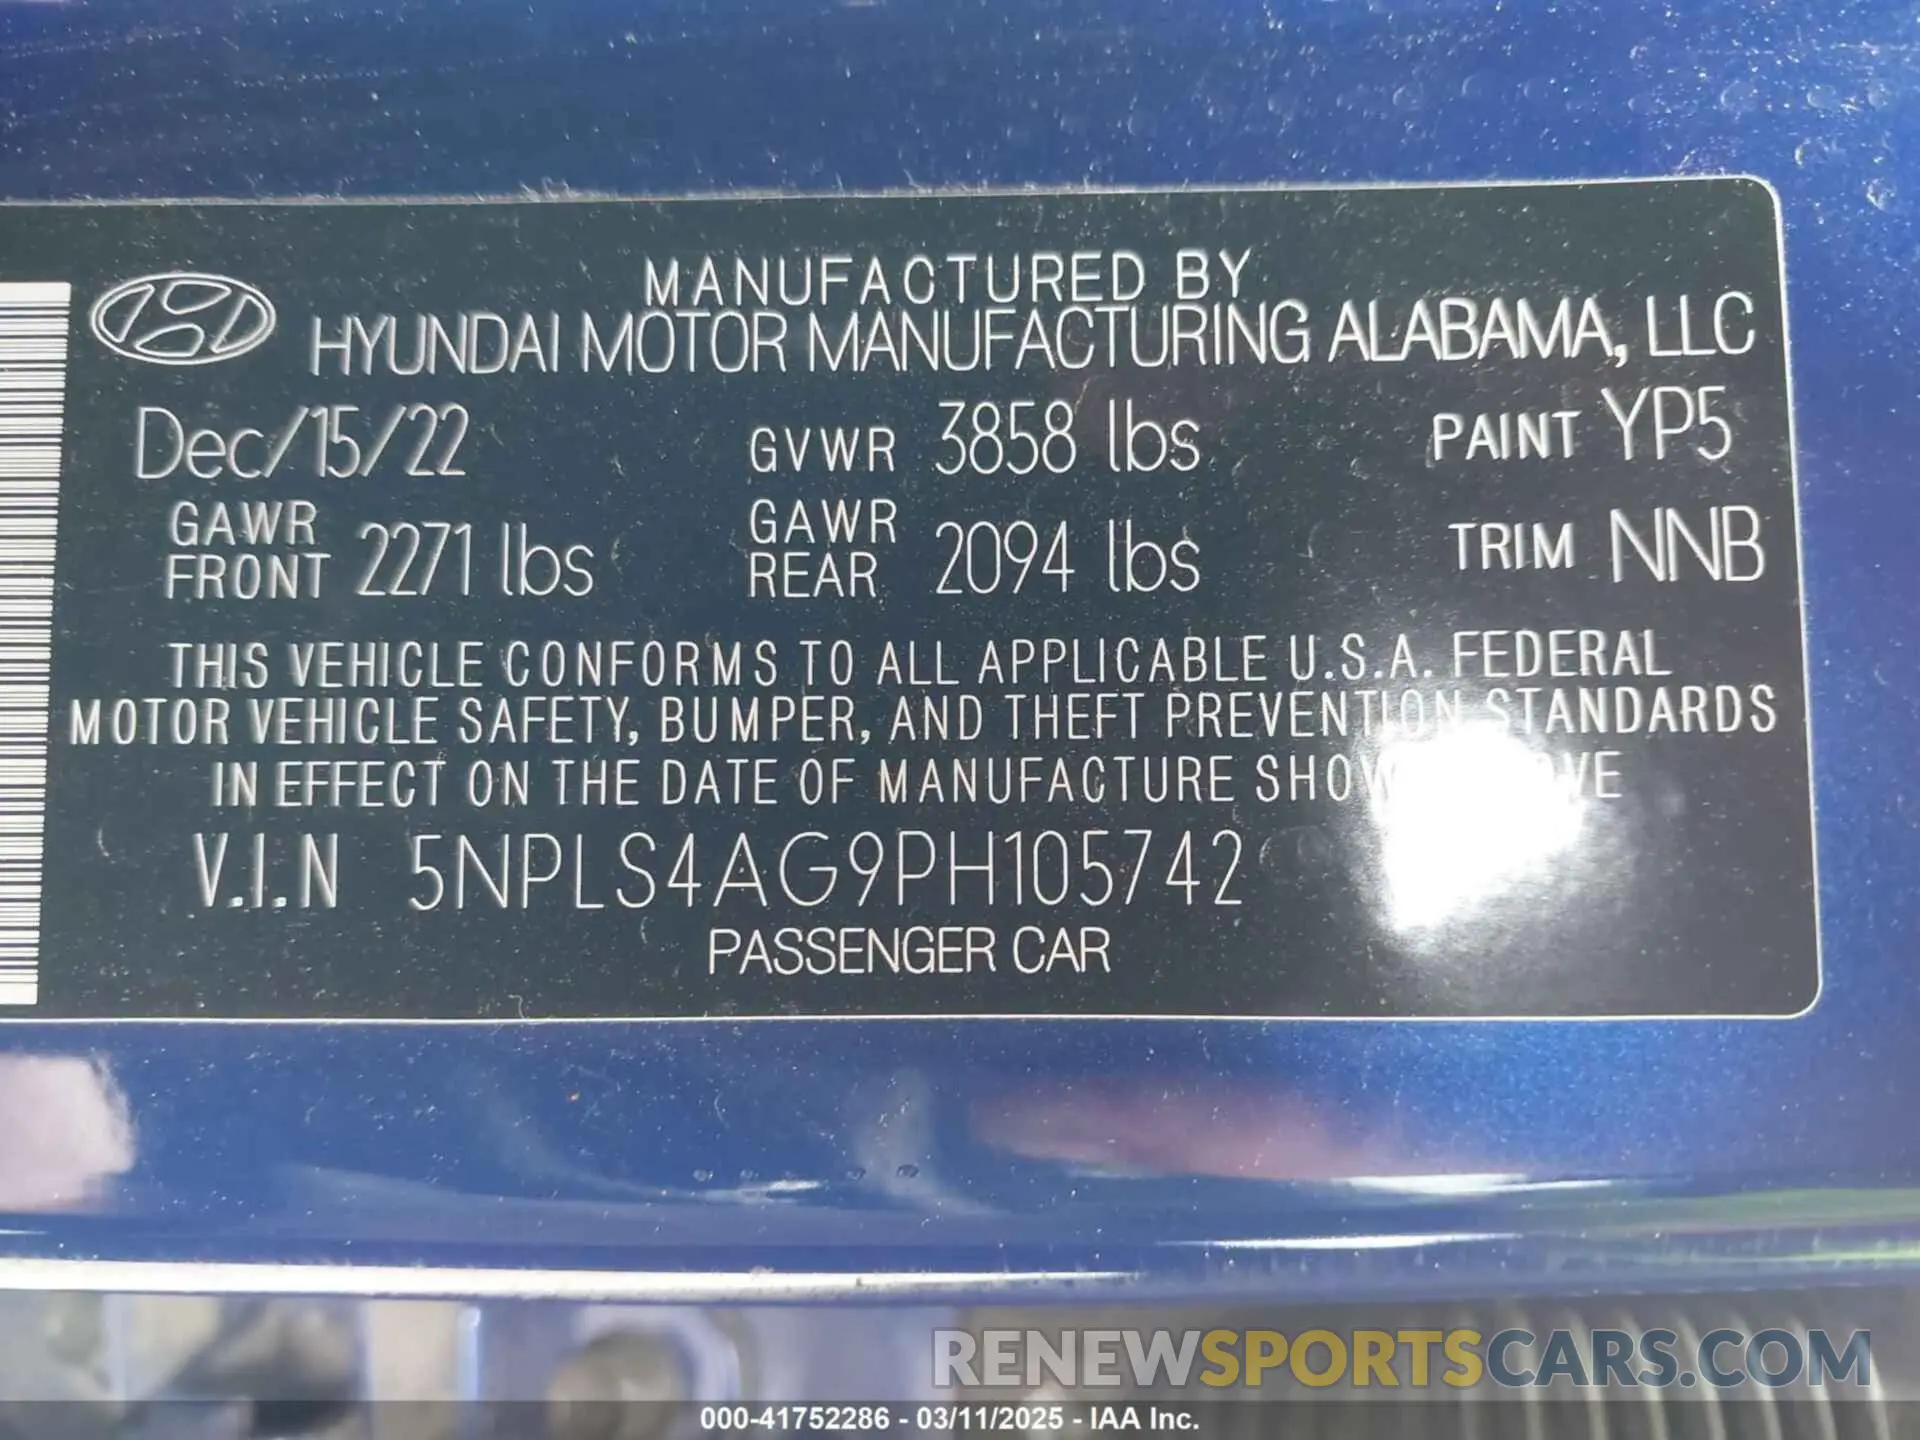 MANUFACTURED BY
HYUNDAI MOTOR MANUFACTURING ALABAMA, LLC
Dec/15/22 GVWR 3858 lbs PAINT YP5
GAWR FRONT 2271 lbs GAWR REAR 2094 lbs TRIM NNB
THIS VEHICLE CONFORMS TO ALL APPLICABLE U.S.A. FEDERAL
MOTOR VEHICLE SAFETY, BUMPER, AND THEFT PREVENTION STANDARDS
IN EFFECT ON THE DATE OF MANUFACTURE
V.I.N 5NPLS4AG9PH105742
PASSENGER CAR
RENEWSPORTSCARS.COM
000-41752286 - 03/11/2025 - IAA Inc.